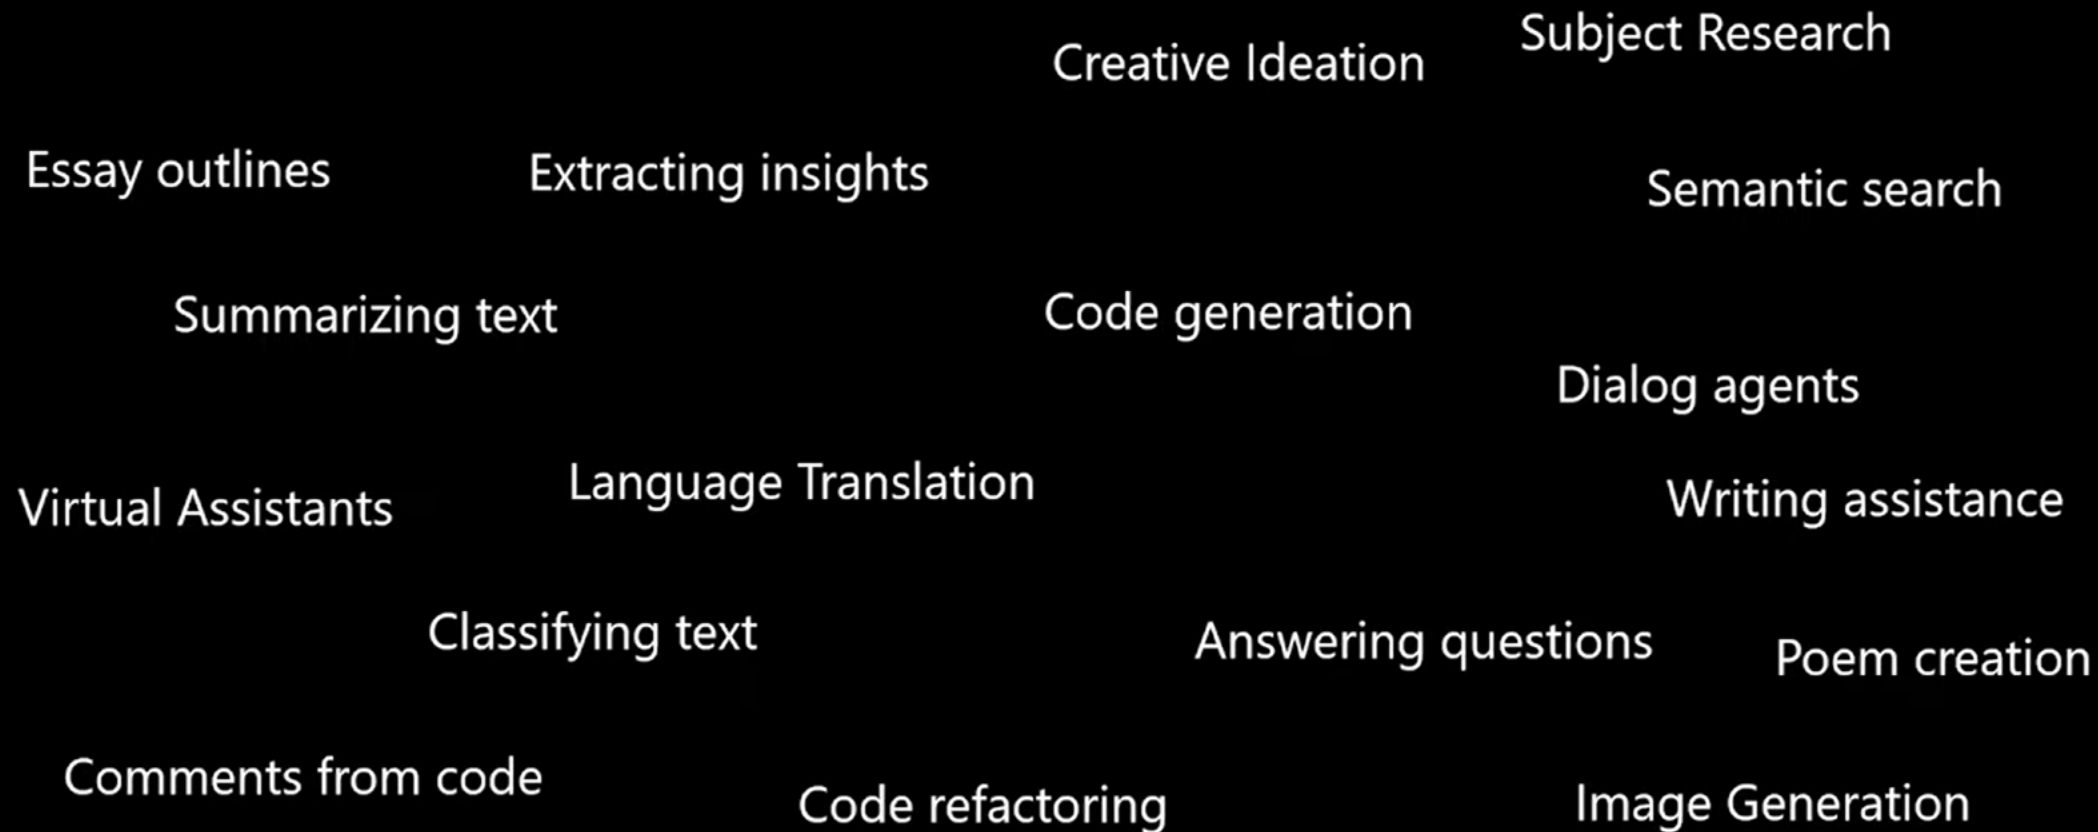 Subject Research
Creative Ideation
Essay outlines
Extracting insights
Semantic search
Summarizing text
Code generation
Dialog agents
Language Translation
Virtual Assistants
Writing assistance
Classifying text
Answering questions
Poem creation
Comments from code
Code refactoring
Image Generation